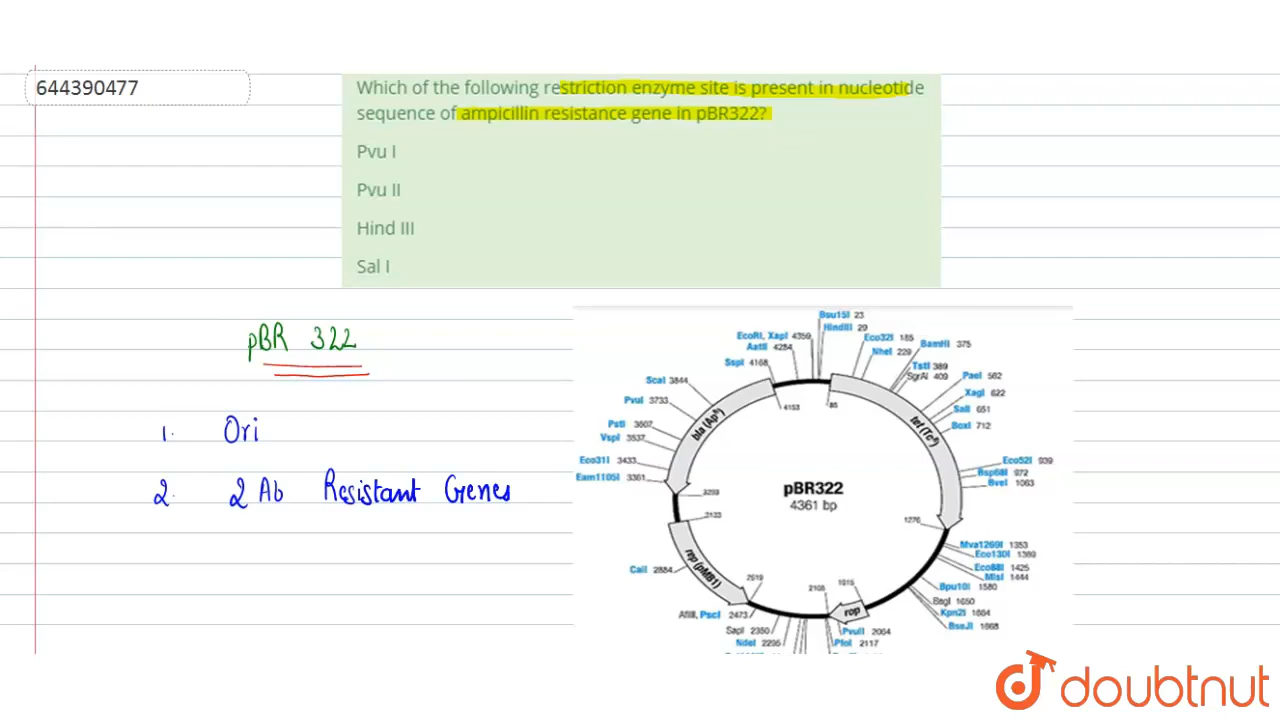 644390477
Which of the following restriction enzyme site is present in nucleotide
sequence of ampicillin resistance gene in pBR322?
Pvu I
Pvu II
Hind III
Sal I
pBR 322
1. Ori
2. 2 Ab Resistant Genes
Bsu15I 23
HindIII 29
EcoRI, XapI 4359
AatII 4284
SspI 4168
Eco32I 185
NheI 229
BamHI 375
TstI 389
SgrAI 409
PaeI 562
XagI 622
SalI 651
BoxI 712
ScaI 3844
PvuI 3733
PstI 3607
VspI 3537
Eco31I 3433
Eam1105I 3361
4153
86
bla (Ap^R)
tet (Tc^R)
Eco52I 939
Bsp68I 972
BveI 1063
pBR322
4361 bp
3293
2133
1276
Mva1269I 1353
Eco130I 1369
Eco88I 1425
MlsI 1444
Bpu10I 1580
BsgI 1650
Kpn2I 1664
BseJI 1668
CaiI 2884
rep (pMB1)
2519
2105
1915
rop
AflIII, PscI 2473
SapI 2350
NdeI 2295
PvuII 2064
PfoI 2117
doubtnut